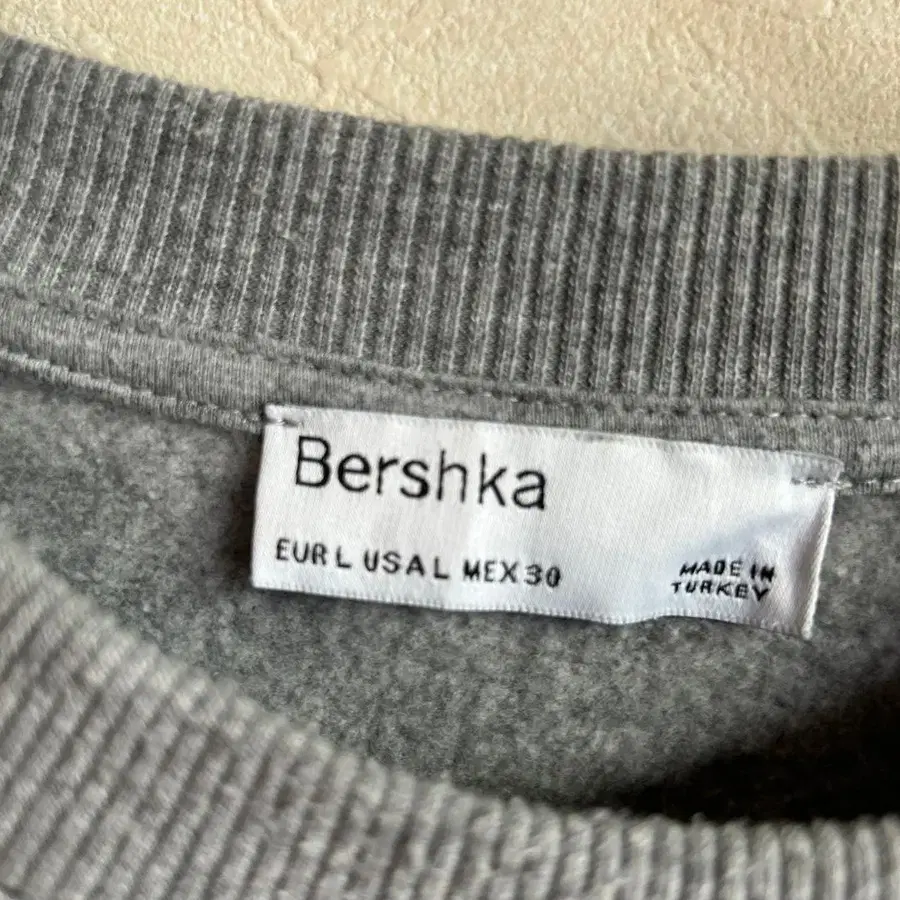 Bershka
EUR L USA L MEX 30
MADE IN
TURKEY